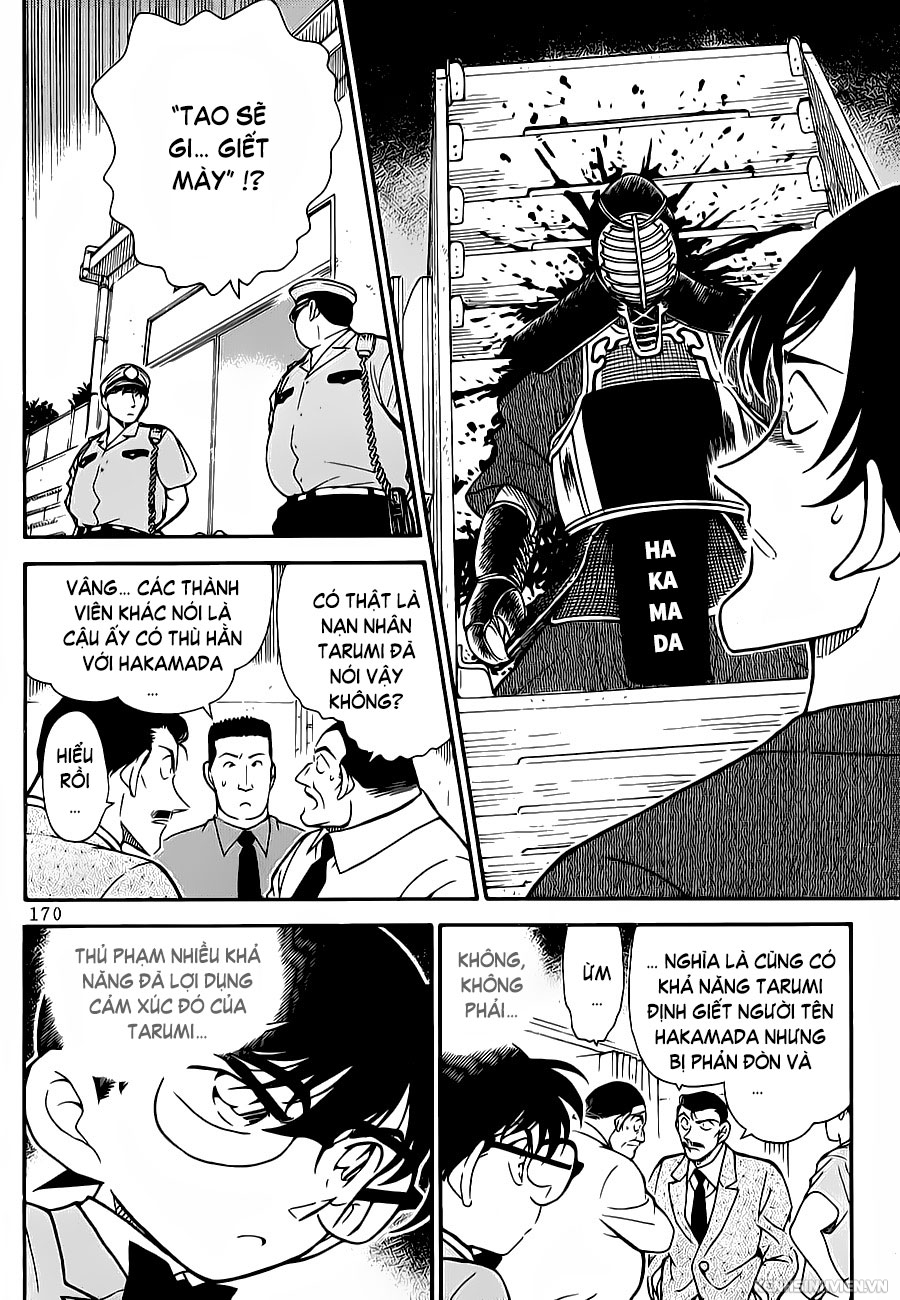 "TAO SẼ
GI... GIẾT
MÀY" !?
HA
KA
MA
DA
CÓ THẬT LÀ
NẠN NHÂN
TARUMI ĐÃ
NÓI VẬY
KHÔNG?
VÂNG... CÁC THÀNH
VIÊN KHÁC NÓI LÀ
CẬU ẤY CÓ THÙ HẰN
VỚI HAKAMADA
...
HIỂU
RỒI
...
170
... NGHĨA LÀ CŨNG CÓ
KHẢ NĂNG TARUMI
ĐỊNH GIẾT NGƯỜI TÊN
HAKAMADA NHƯNG
BỊ PHẢN ĐÒN VÀ
...
ỪM
...
KHÔNG,
KHÔNG
PHẢI...
THỦ PHẠM NHIỀU KHẢ
NĂNG ĐÃ LỢI DỤNG
CẢM XÚC ĐÓ CỦA
TARUMI...